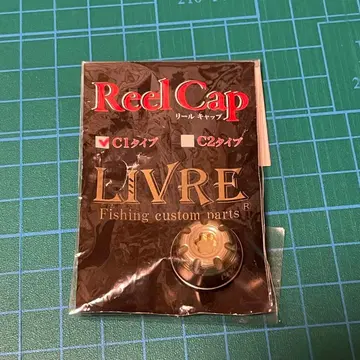 Reel Cap
リール キャップ
C1タイプ C2タイプ
LIVRE
Fishing custom parts®